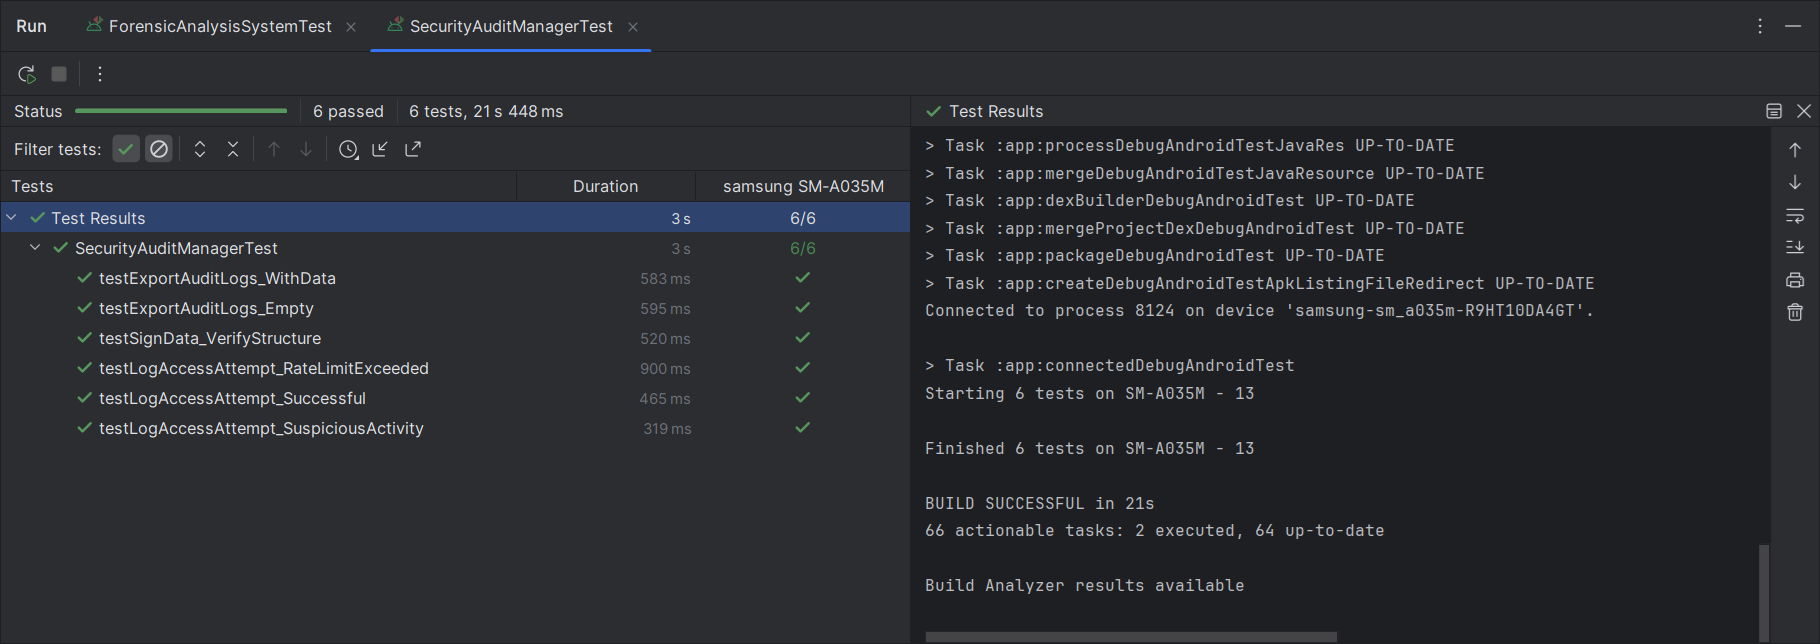 Run ForensicAnalysisSystemTest SecurityAuditManagerTest
Status 6 passed 6 tests, 21 s 448 ms
Filter tests:
Tests Duration samsung SM-A035M
Test Results 3 s 6/6
SecurityAuditManagerTest 3 s 6/6
testExportAuditLogs_WithData 583 ms
testExportAuditLogs_Empty 595 ms
testSignData_VerifyStructure 520 ms
testLogAccessAttempt_RateLimitExceeded 900 ms
testLogAccessAttempt_Successful 465 ms
testLogAccessAttempt_SuspiciousActivity 319 ms
Test Results
> Task :app:processDebugAndroidTestJavaRes UP-TO-DATE
> Task :app:mergeDebugAndroidTestJavaResource UP-TO-DATE
> Task :app:dexBuilderDebugAndroidTest UP-TO-DATE
> Task :app:mergeProjectDexDebugAndroidTest UP-TO-DATE
> Task :app:packageDebugAndroidTest UP-TO-DATE
> Task :app:createDebugAndroidTestApkListingFileRedirect UP-TO-DATE
Connected to process 8124 on device 'samsung-sm_a035m-R9HT10DA4GT'.
> Task :app:connectedDebugAndroidTest
Starting 6 tests on SM-A035M - 13
Finished 6 tests on SM-A035M - 13
BUILD SUCCESSFUL in 21s
66 actionable tasks: 2 executed, 64 up-to-date
Build Analyzer results available